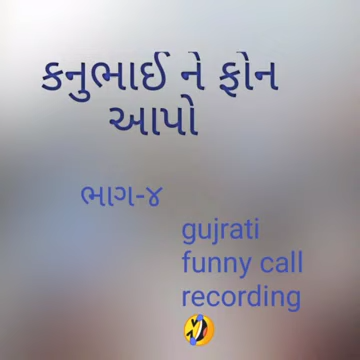 કનુભાઈ ને ફોન
આપો
ભાગ-૪
gujrati
funny call
recording
🤣